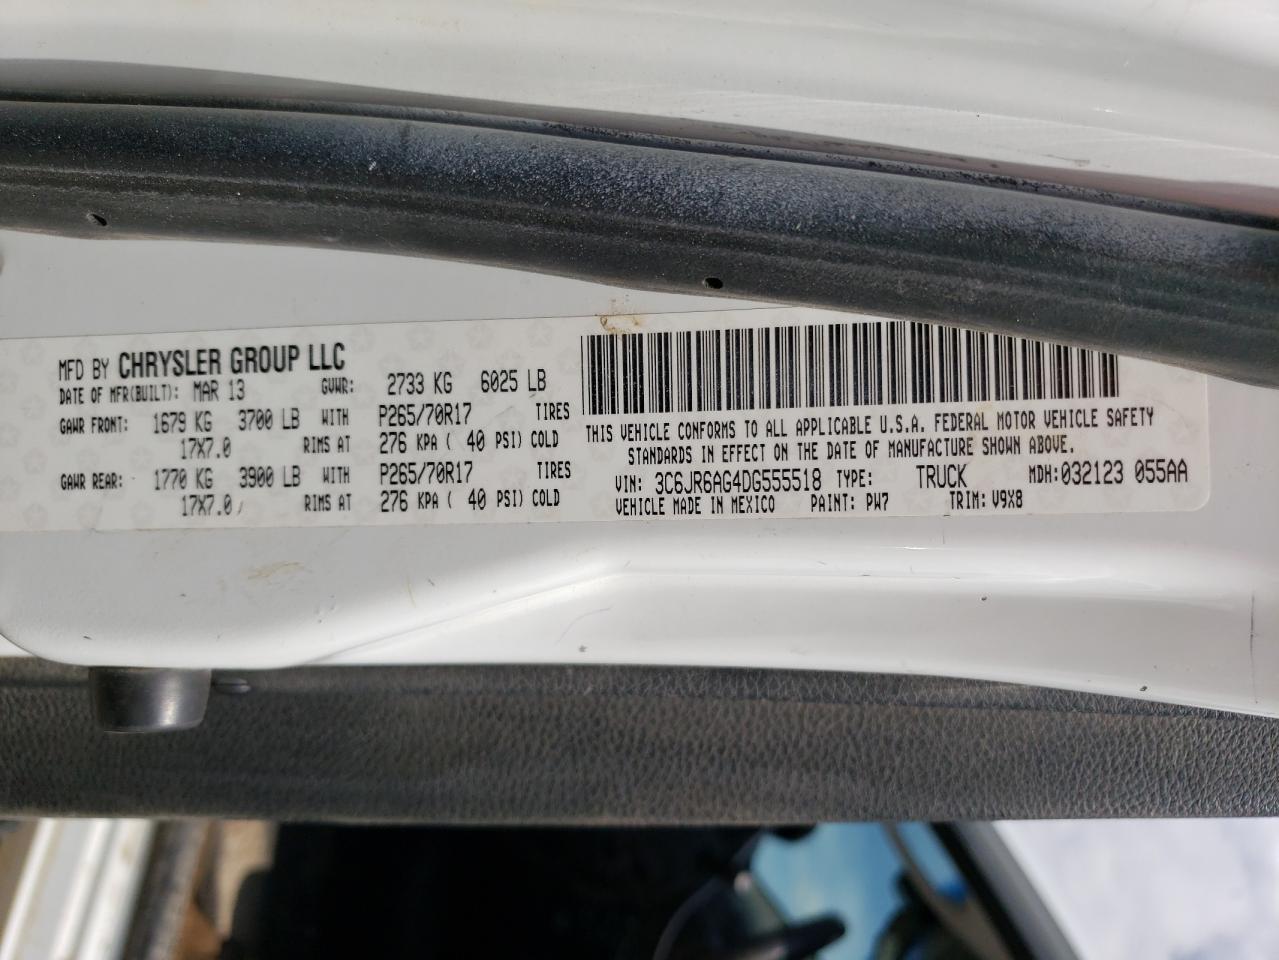 MFD BY CHRYSLER GROUP LLC
DATE OF MFR(BUILT): MAR 13 GVWR: 2733 KG 6025 LB
GAWR FRONT: 1679 KG 3700 LB WITH P265/70R17 TIRES
17X7.0 RIMS AT 276 KPA ( 40 PSI) COLD
GAWR REAR: 1770 KG 3900 LB WITH P265/70R17 TIRES
17X7.0 RIMS AT 276 KPA ( 40 PSI) COLD
THIS VEHICLE CONFORMS TO ALL APPLICABLE U.S.A. FEDERAL MOTOR VEHICLE SAFETY
STANDARDS IN EFFECT ON THE DATE OF MANUFACTURE SHOWN ABOVE.
VIN: 3C6JR6AG4DG555518 TYPE: TRUCK MDH:032123 055AA
VEHICLE MADE IN MEXICO PAINT: PW7 TRIM: V9X8